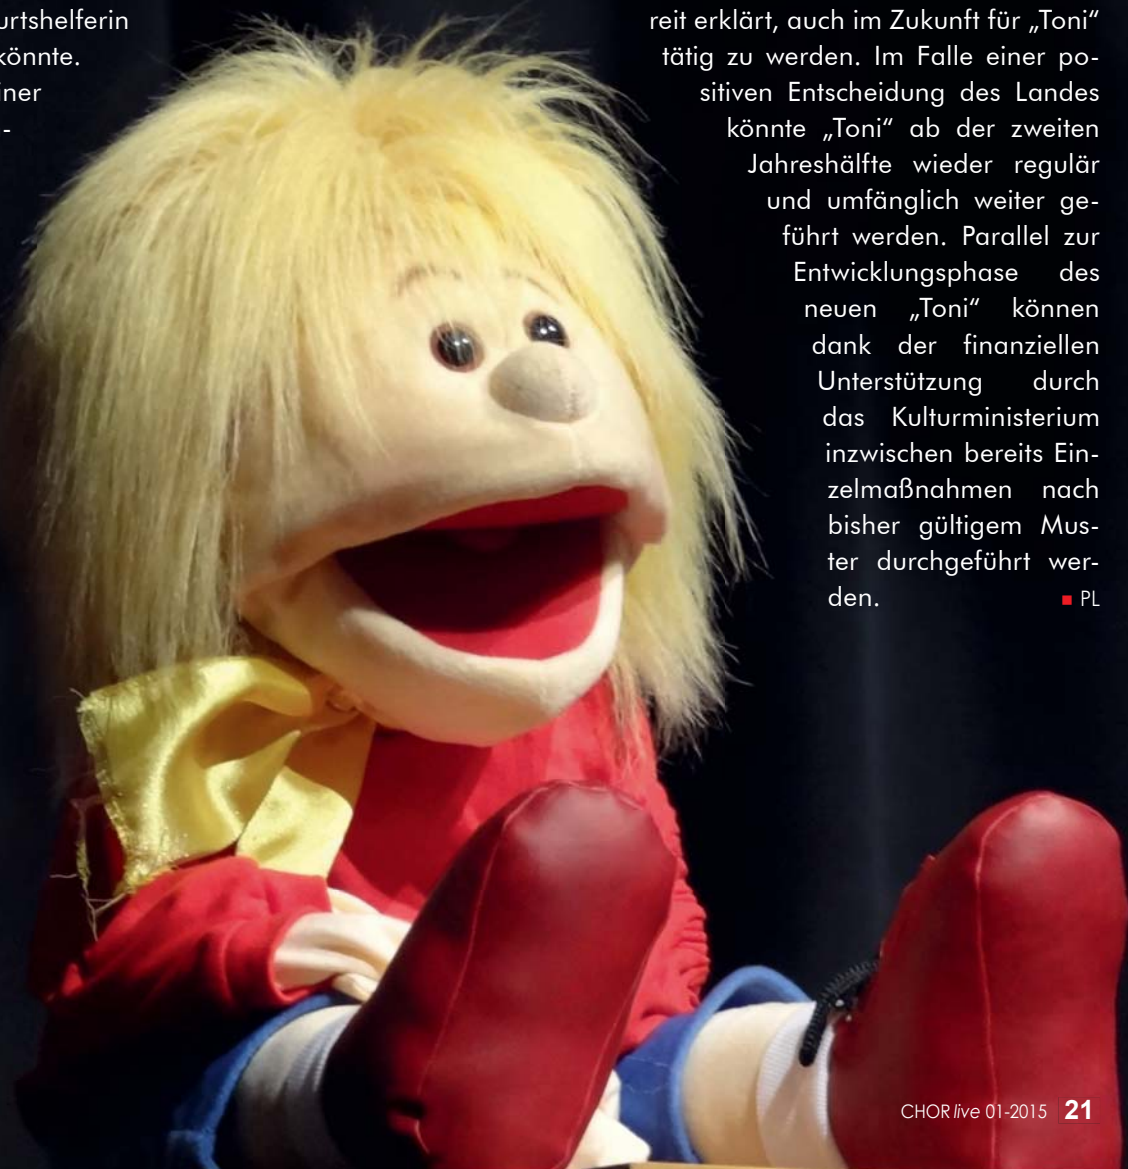 urtshelferin
könnte.
iner
-
reit erklärt, auch im Zukunft für „Toni“
tätig zu werden. Im Falle einer po-
sitiven Entscheidung des Landes
könnte „Toni“ ab der zweiten
Jahreshälfte wieder regulär
und umfänglich weiter ge-
führt werden. Parallel zur
Entwicklungsphase des
neuen „Toni“ können
dank der finanziellen
Unterstützung durch
das Kulturministerium
inzwischen bereits Ein-
zelmaßnahmen nach
bisher gültigem Mus-
ter durchgeführt wer-
den. ■ PL
CHOR live 01-2015 21